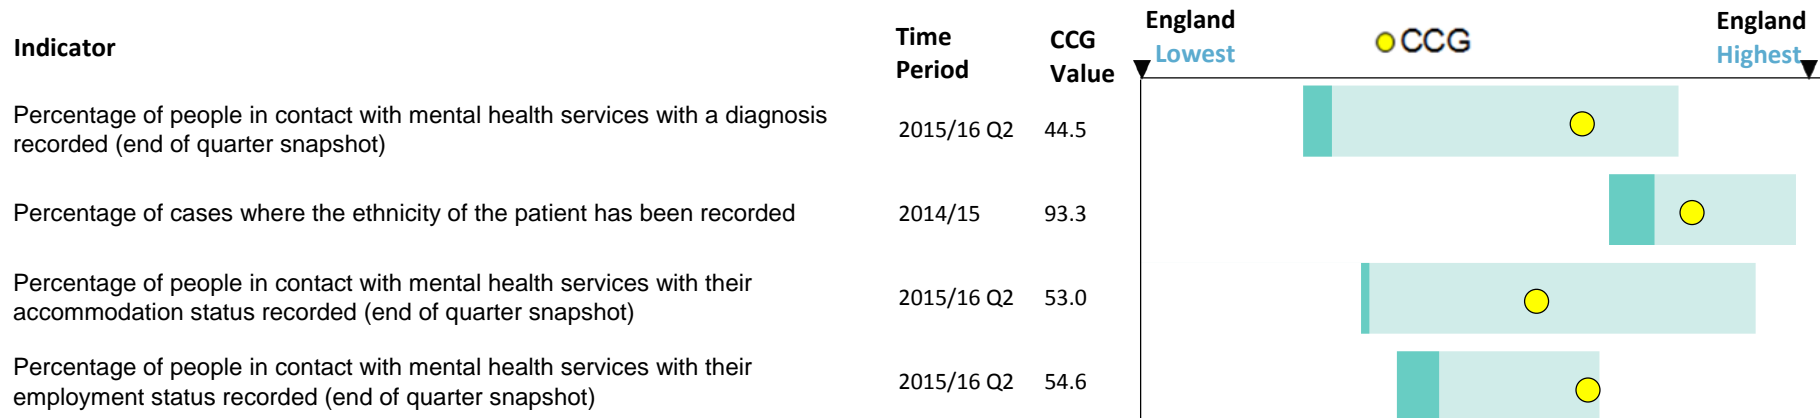 Indicator
Time
Period
CCG
Value
England
Lowest
CCG
England
Highest
Percentage of people in contact with mental health services with a diagnosis
recorded (end of quarter snapshot)
2015/16 Q2
44.5
Percentage of cases where the ethnicity of the patient has been recorded
2014/15
93.3
Percentage of people in contact with mental health services with their
accommodation status recorded (end of quarter snapshot)
2015/16 Q2
53.0
Percentage of people in contact with mental health services with their
employment status recorded (end of quarter snapshot)
2015/16 Q2
54.6